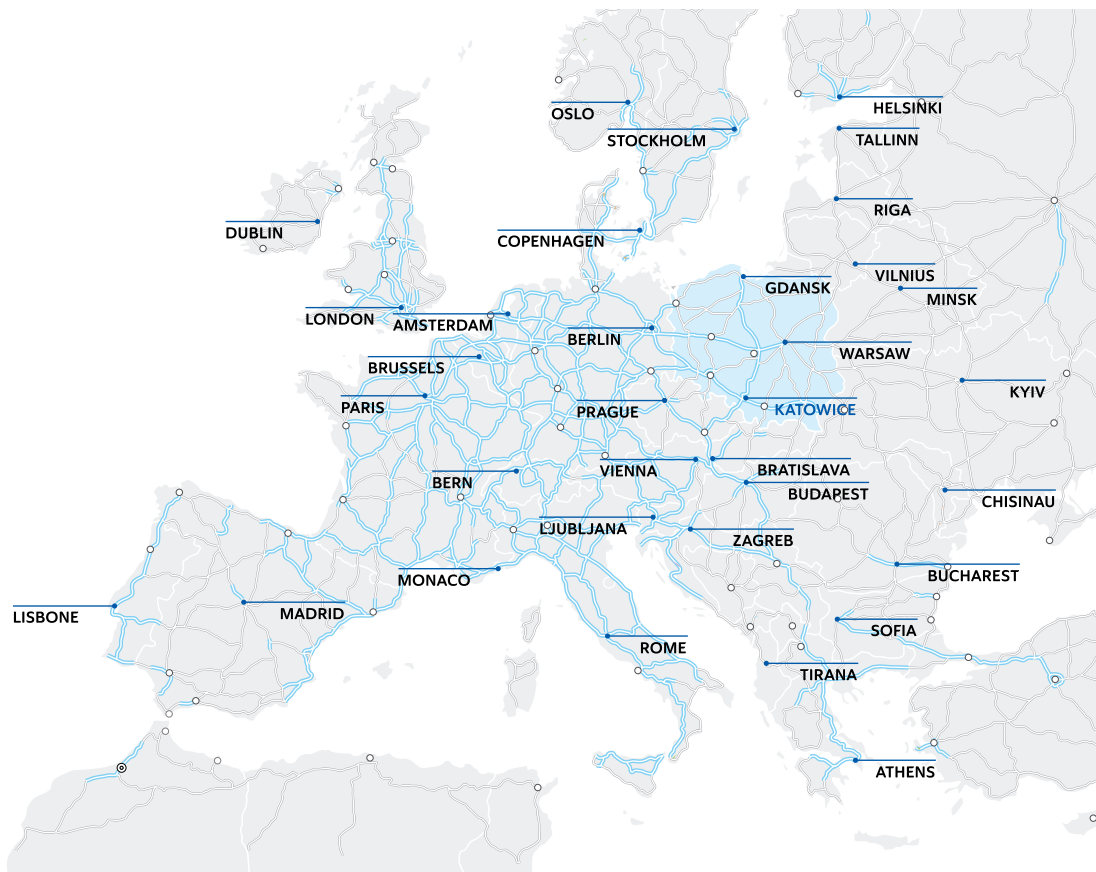 HELSINKI
OSLO
STOCKHOLM
TALLINN
RIGA
DUBLIN
COPENHAGEN
VILNIUS
GDANSK
MINSK
LONDON
AMSTERDAM
BERLIN
WARSAW
BRUSSELS
KYIV
PARIS
PRAGUE
KATOWICE
VIENNA
BRATISLAVA
BERN
BUDAPEST
CHISINAU
LJUBLJANA
ZAGREB
MONACO
BUCHAREST
LISBONE
MADRID
SOFIA
ROME
TIRANA
ATHENS